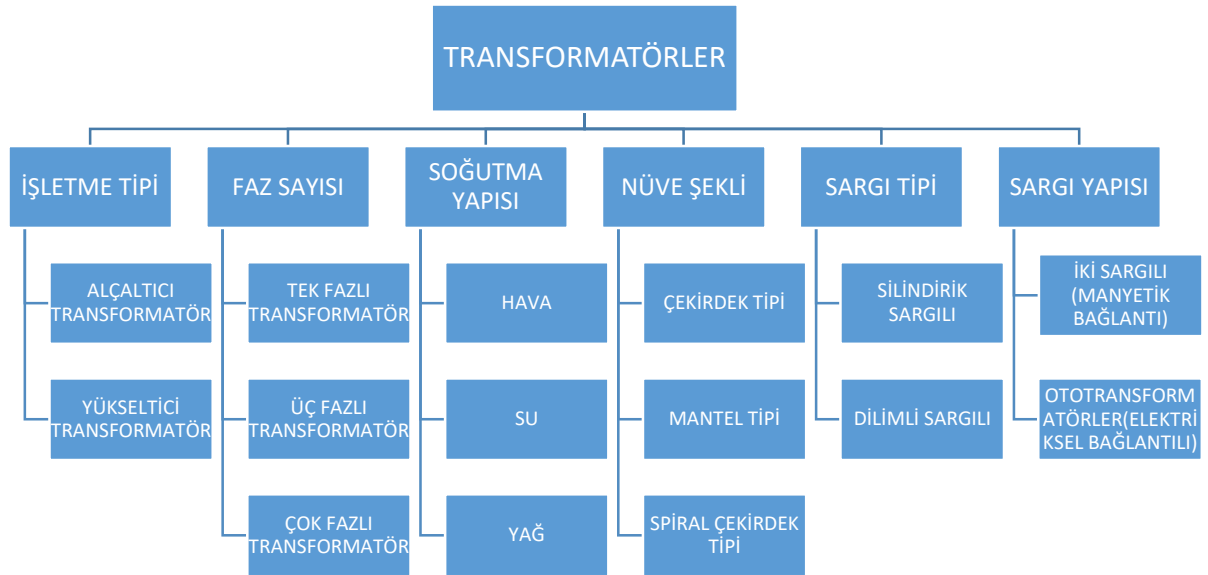 TRANSFORMATÖRLER
İŞLETME TİPİ
ALÇALTICI
TRANSFORMATÖR
YÜKSELTİCİ
TRANSFORMATÖR
FAZ SAYISI
TEK FAZLI
TRANSFORMATÖR
ÜÇ FAZLI
TRANSFORMATÖR
ÇOK FAZLI
TRANSFORMATÖR
SOĞUTMA
YAPISI
HAVA
SU
YAĞ
NÜVE ŞEKLİ
ÇEKİRDEK TİPİ
MANTEL TİPİ
SPİRAL ÇEKİRDEK
TİPİ
SARGI TİPİ
SİLİNDİRİK
SARGILI
DİLİMLİ SARGILI
SARGI YAPISI
İKİ SARGILI
(MANYETİK
BAĞLANTI)
OTOTRANSFORM
ATÖRLER(ELEKTRİ
KSEL BAĞLANTILI)